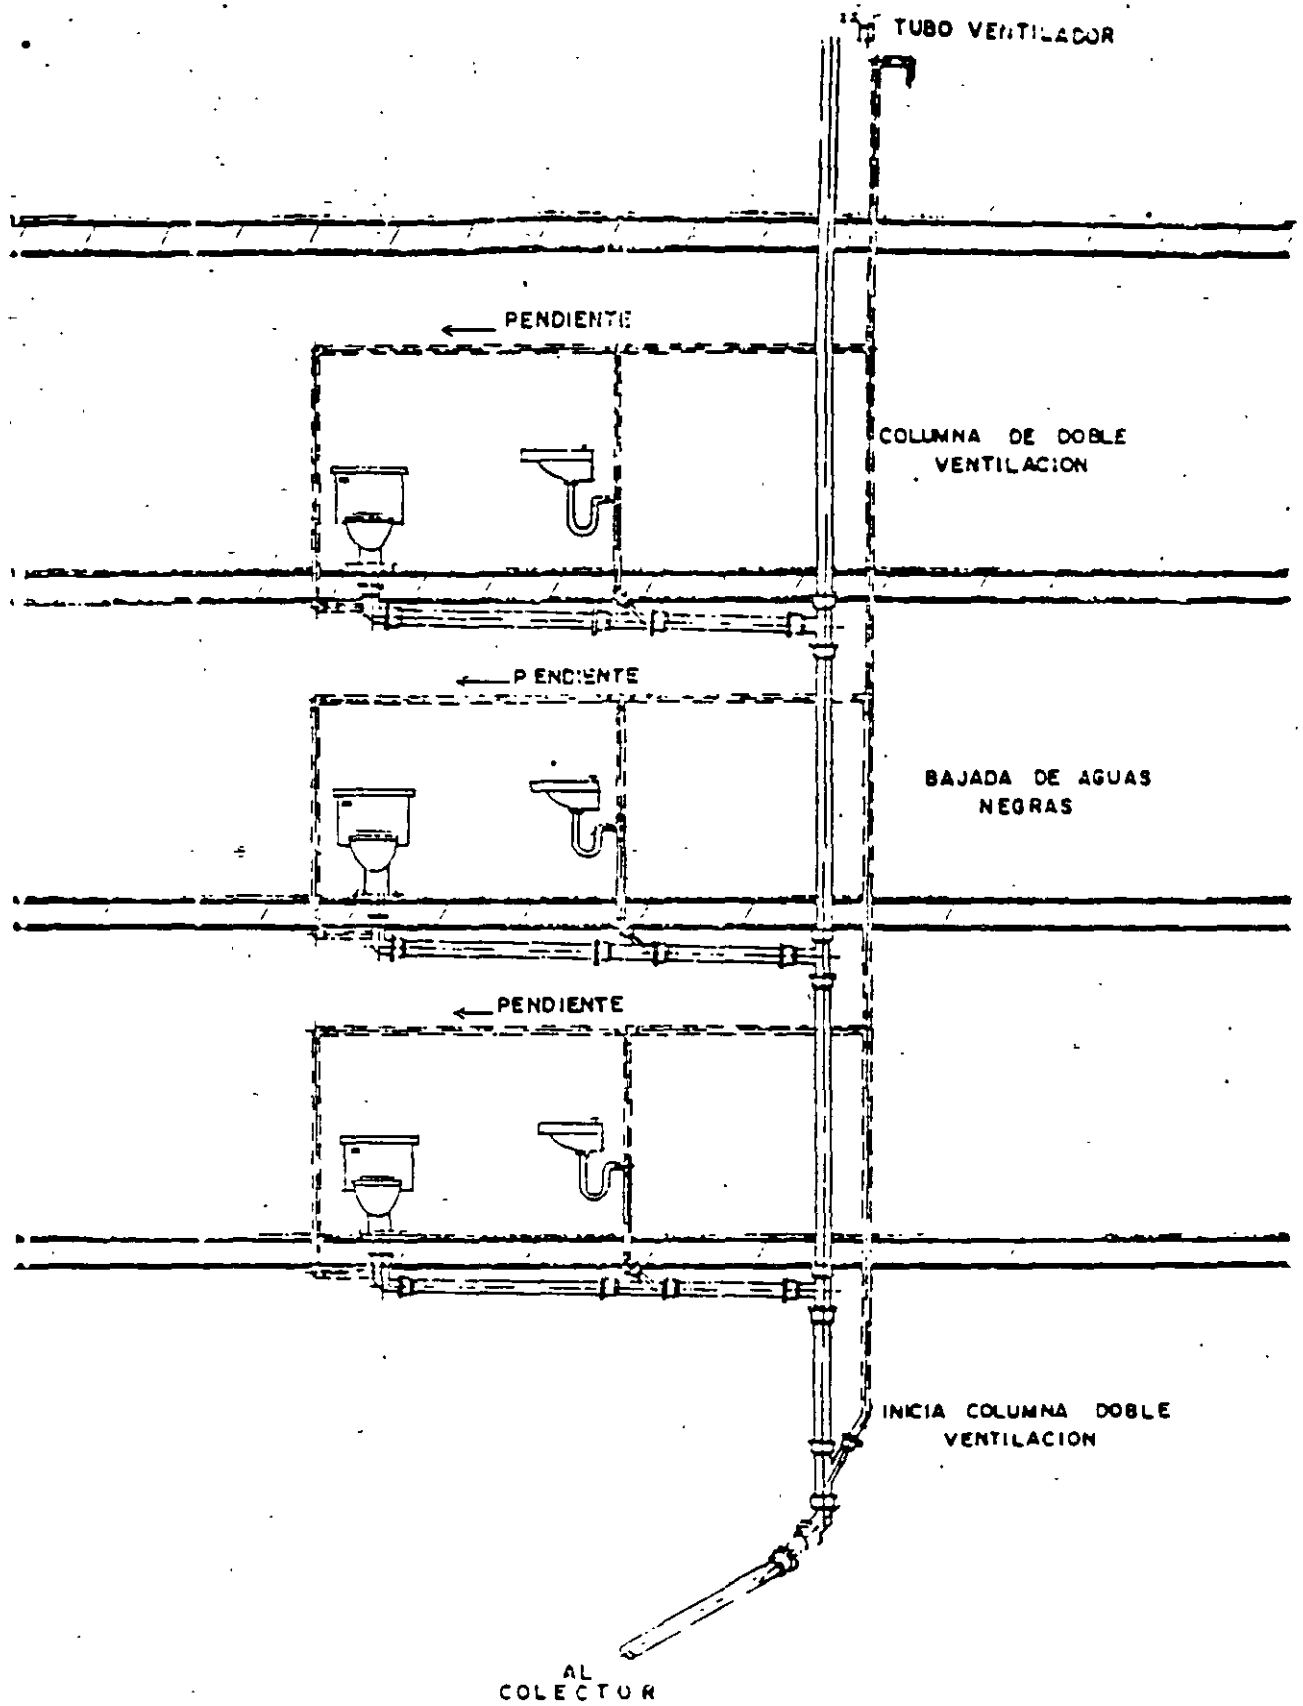 TUBO VENTILADOR
PENDIENTE
COLUMNA DE DOBLE
VENTILACION
PENDIENTE
BAJADA DE AGUAS
NEGRAS
PENDIENTE
INICIA COLUMNA DOBLE
VENTILACION
AL
COLECTOR